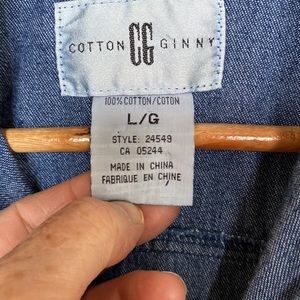 COTTON CG GINNY
100% COTTON/COTON
L/G
STYLE: 24549
CA 05244
MADE IN CHINA
FABRIQUE EN CHINE